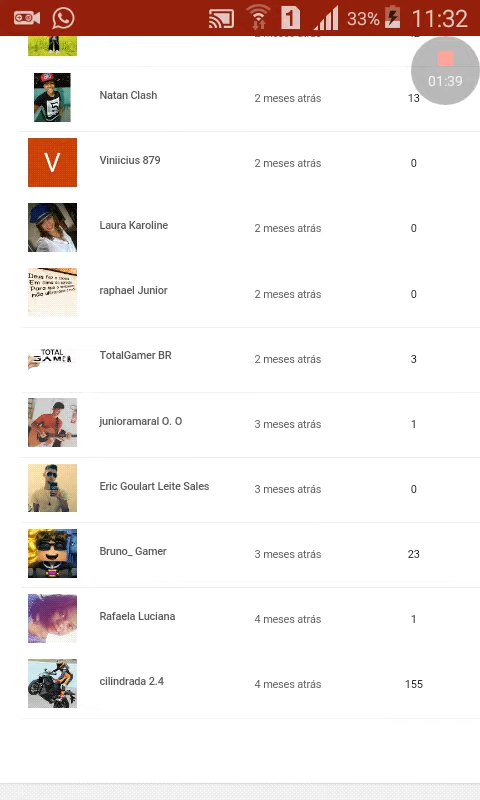 1
33%
11:32
01:39
Natan Clash 2 meses atrás 13
V
Viniicius 879 2 meses atrás 0
Laura Karoline 2 meses atrás 0
raphael Junior 2 meses atrás 0
TOTAL
GAMER
TotalGamer BR 2 meses atrás 3
junioramaral O. O 3 meses atrás 1
Eric Goulart Leite Sales 3 meses atrás 0
Bruno_ Gamer 3 meses atrás 23
Rafaela Luciana 4 meses atrás 1
cilindrada 2.4 4 meses atrás 155